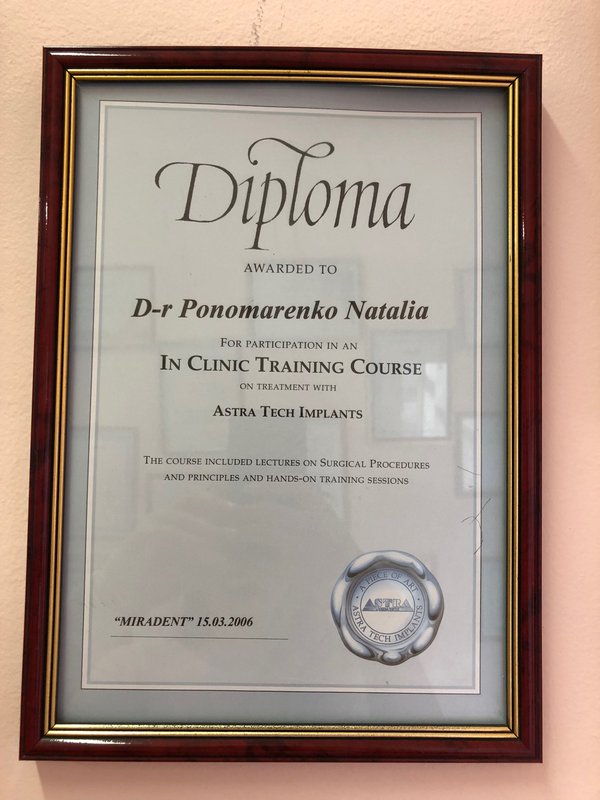 Diploma
AWARDED TO
D-r Ponomarenko Natalia
FOR PARTICIPATION IN AN
IN CLINIC TRAINING COURSE
ON TREATMENT WITH
ASTRA TECH IMPLANTS
THE COURSE INCLUDED LECTURES ON SURGICAL PROCEDURES
AND PRINCIPLES AND HANDS-ON TRAINING SESSIONS
• A PIECE OF ART •
ASTRA
ASTRA TECH IMPLANTS
"MIRADENT" 15.03.2006